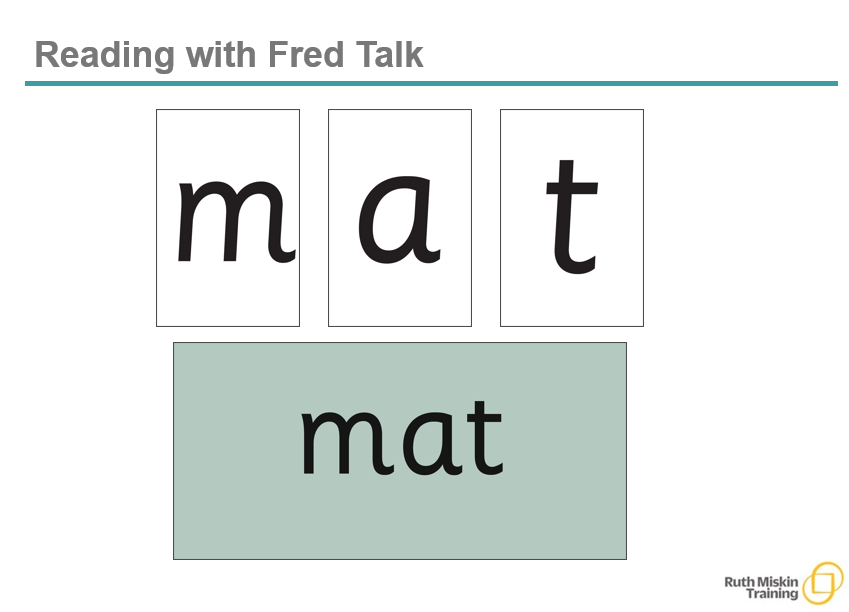 Reading with Fred Talk
m a t
mat
Ruth Miskin
Training